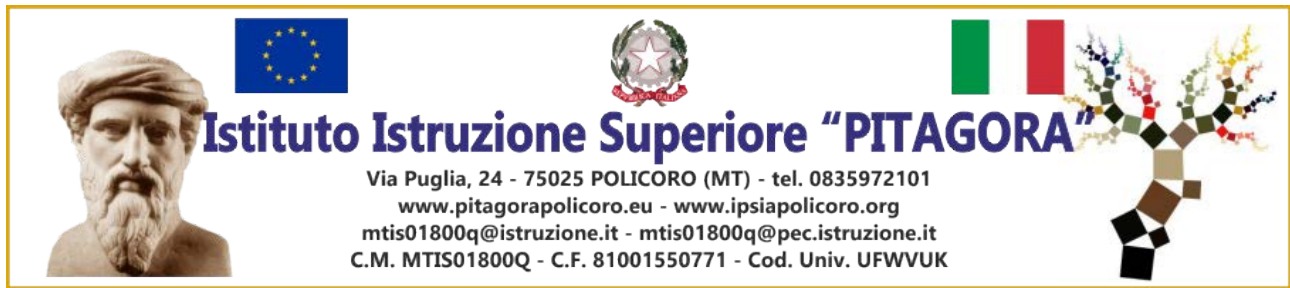 Istituto Istruzione Superiore “PITAGORA”
Via Puglia, 24 - 75025 POLICORO (MT) - tel. 0835972101
www.pitagorapolicoro.eu - www.ipsiapolicoro.org
mtis01800q@istruzione.it - mtis01800q@pec.istruzione.it
C.M. MTIS01800Q - C.F. 81001550771 - Cod. Univ. UFWVUK